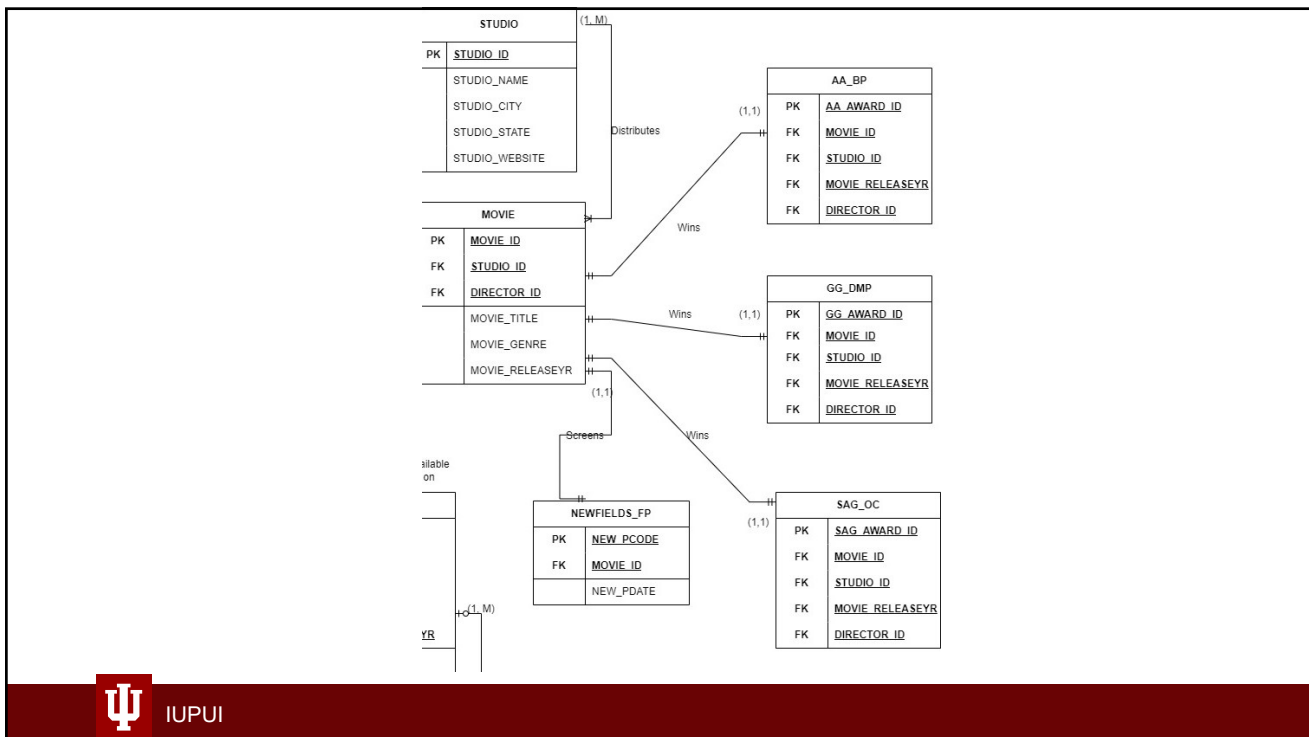 STUDIO
(1, M)
PK STUDIO_ID
STUDIO_NAME
STUDIO_CITY
STUDIO_STATE
STUDIO_WEBSITE
Distributes
AA_BP
(1,1)
PK AA_AWARD_ID
FK MOVIE_ID
FK STUDIO_ID
FK MOVIE_RELEASEYR
FK DIRECTOR_ID
MOVIE
PK MOVIE_ID
FK STUDIO_ID
FK DIRECTOR_ID
MOVIE_TITLE
MOVIE_GENRE
MOVIE_RELEASEYR
Wins
GG_DMP
Wins
(1,1)
PK GG_AWARD_ID
FK MOVIE_ID
FK STUDIO_ID
FK MOVIE_RELEASEYR
FK DIRECTOR_ID
(1,1)
Screens
Wins
ailable
on
NEWFIELDS_FP
PK NEW_PCODE
FK MOVIE_ID
NEW_PDATE
(1,1)
SAG_OC
PK SAG_AWARD_ID
FK MOVIE_ID
FK STUDIO_ID
FK MOVIE_RELEASEYR
FK DIRECTOR_ID
(1, M)
YR
IUPUI